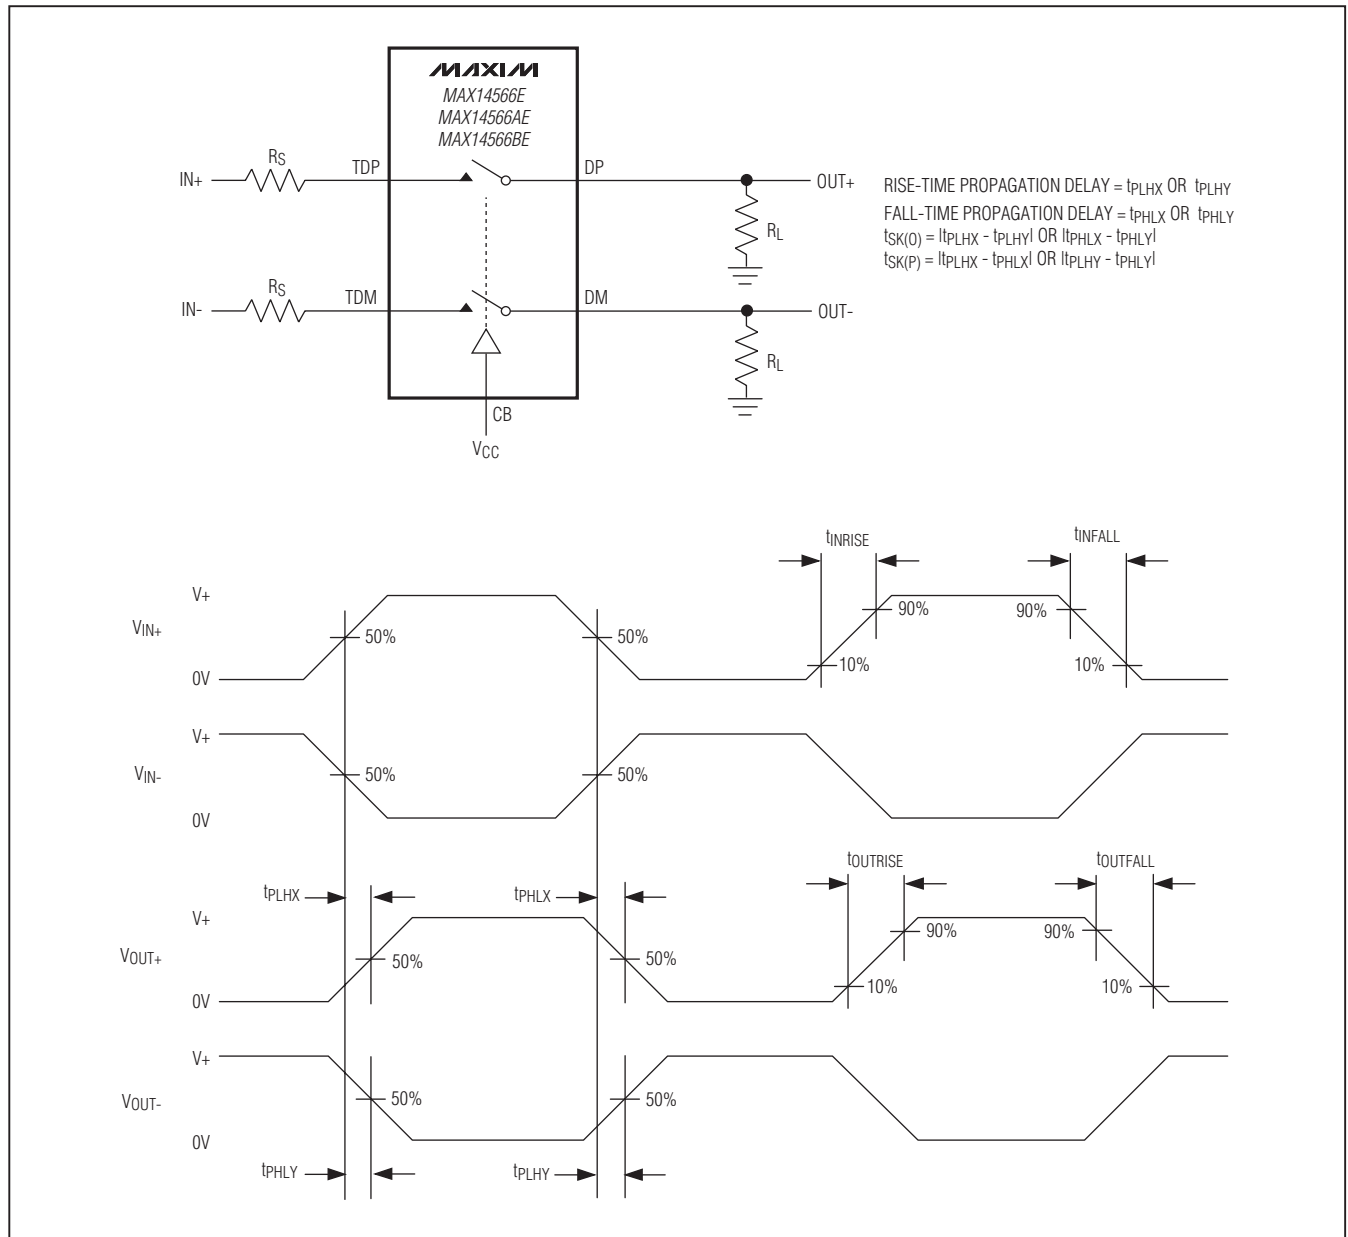 MAXIM
MAX14566E
MAX14566AE
MAX14566BE
IN+ RS TDP DP OUT+
RL
IN- RS TDM DM OUT-
RL
CB
VCC
RISE-TIME PROPAGATION DELAY = tPLHX OR tPLHY
FALL-TIME PROPAGATION DELAY = tPHLX OR tPHLY
tSK(O) = |tPLHX - tPLHY| OR |tPHLX - tPHLY|
tSK(P) = |tPLHX - tPHLX| OR |tPLHY - tPHLY|
tINRISE tINFALL
V+
VIN+ 50% 50% 90% 90%
10% 10%
0V
V+
VIN- 50% 50%
0V
tOUTRISE tOUTFALL
tPLHX tPHLX
V+
VOUT+ 50% 50% 90% 90%
10% 10%
0V
V+
VOUT- 50% 50%
0V
tPHLY tPLHY